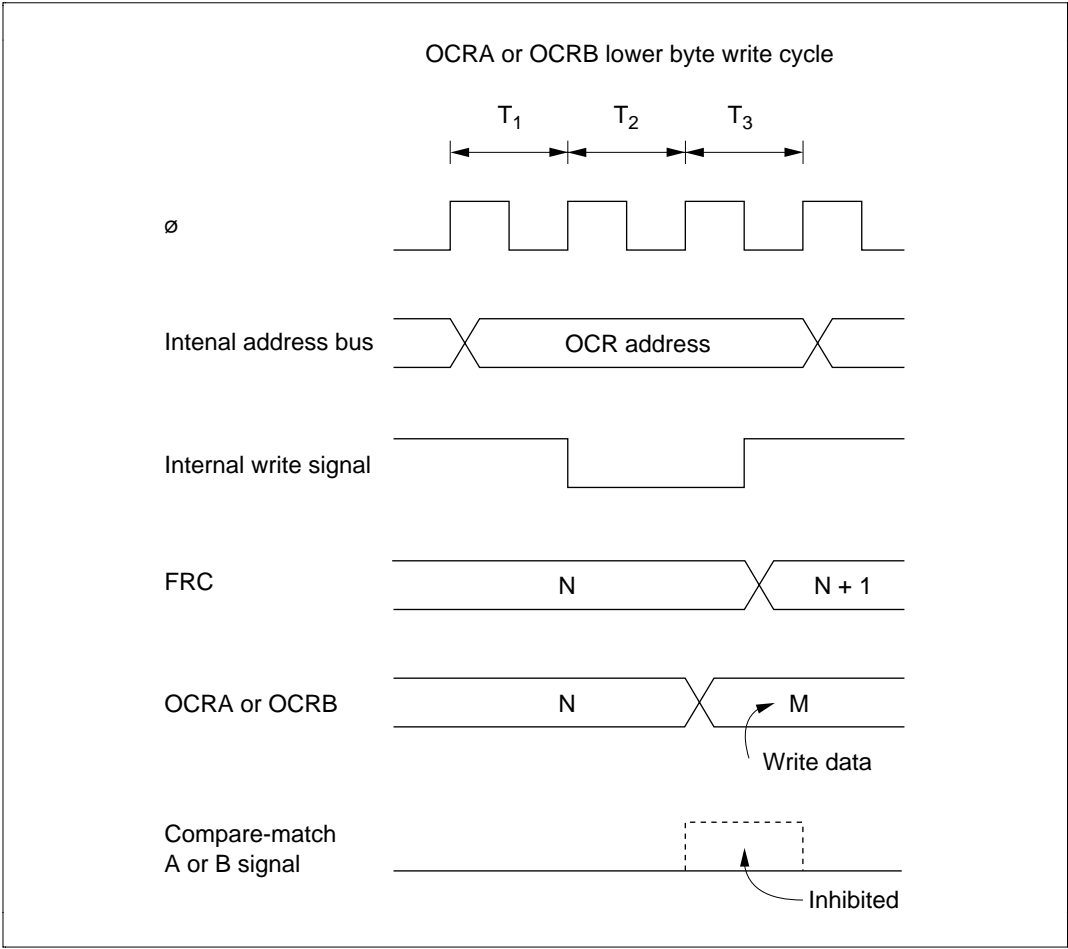 OCRA or OCRB lower byte write cycle
T1 T2 T3
ø
Intenal address bus
OCR address
Internal write signal
FRC
N
N + 1
OCRA or OCRB
N
M
Write data
Compare-match
A or B signal
Inhibited